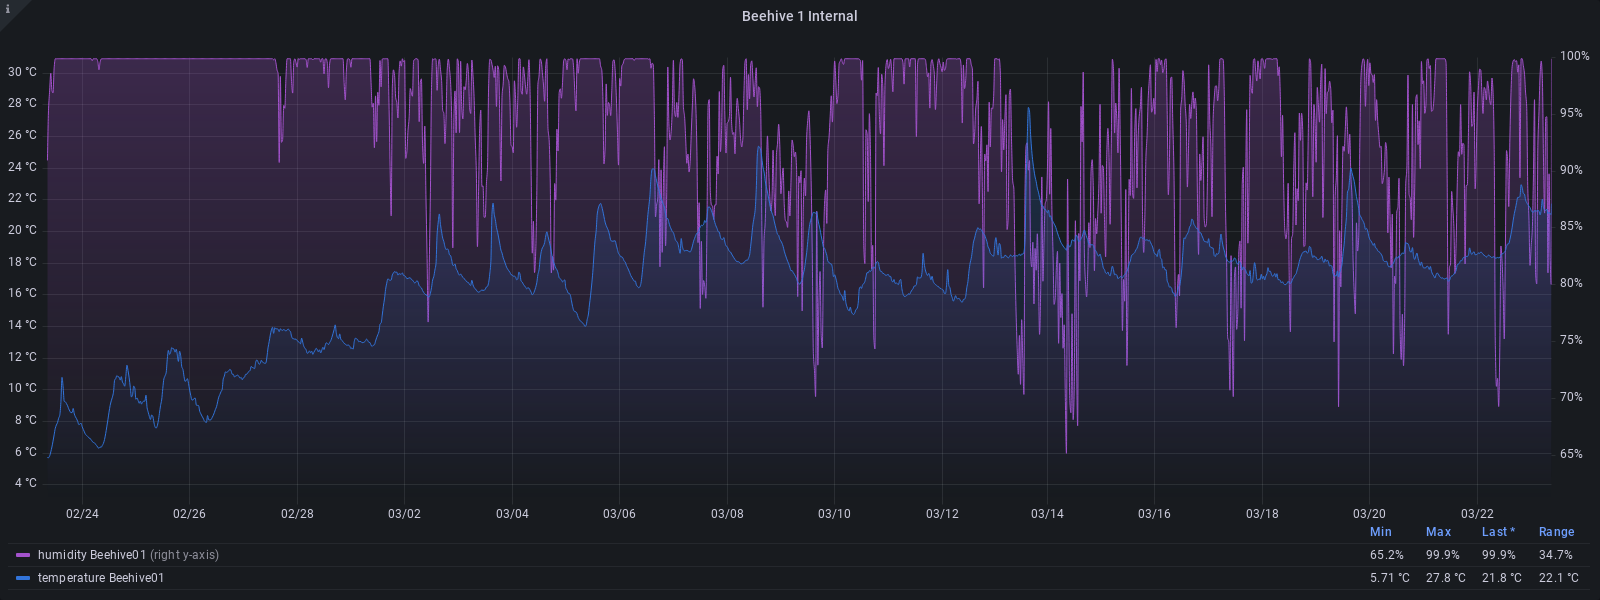 i
Beehive 1 Internal
30 °C
28 °C
26 °C
24 °C
22 °C
20 °C
18 °C
16 °C
14 °C
12 °C
10 °C
8 °C
6 °C
4 °C
100%
95%
90%
85%
80%
75%
70%
65%
02/24 02/26 02/28 03/02 03/04 03/06 03/08 03/10 03/12 03/14 03/16 03/18 03/20 03/22
Min Max Last * Range
humidity Beehive01 (right y-axis) 65.2% 99.9% 99.9% 34.7%
temperature Beehive01 5.71 °C 27.8 °C 21.8 °C 22.1 °C